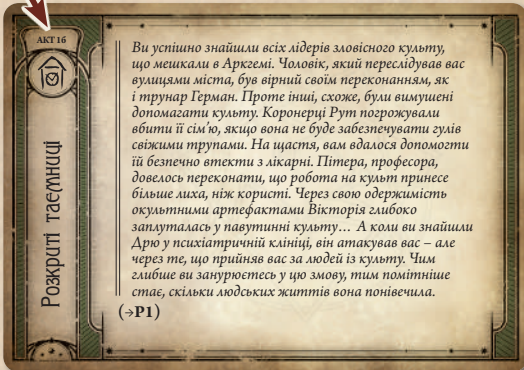 АКТ 1б
Розкриті таємниці
Ви успішно знайшли всіх лідерів зловісного культу,
що мешкали в Аркгемі. Чоловік, який переслідував вас
вулицями міста, був вірний своїм переконанням, як
і трунар Герман. Проте інші, схоже, були вимушені
допомагати культу. Коронерці Рут погрожували
вбити її сім’ю, якщо вона не буде забезпечувати гулів
свіжими трупами. На щастя, вам вдалося допомогти
їй безпечно втекти з лікарні. Пітера, професора,
довелось переконати, що робота на культ принесе
більше лиха, ніж користі. Через свою одержимість
окультними артефактами Вікторія глибоко
заплуталась у павутинні культу… А коли ви знайшли
Дрю у психіатричній клініці, він атакував вас – але
через те, що прийняв вас за людей із культу. Чим
глибше ви занурюєтесь у цю змову, тим помітніше
стає, скільки людських життів вона понівечила.
(→Р1)